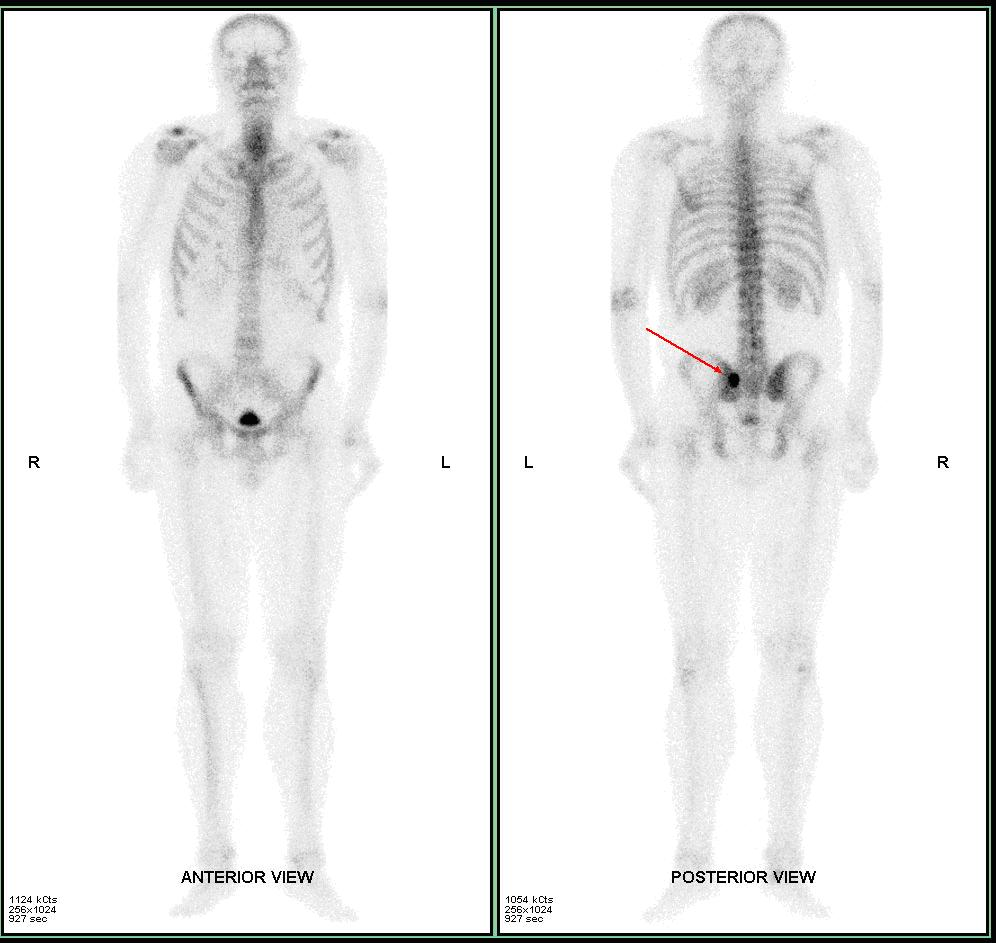 R
L
ANTERIOR VIEW
1124 kCts
256x1024
927 sec
L
R
POSTERIOR VIEW
1054 kCts
256x1024
927 sec